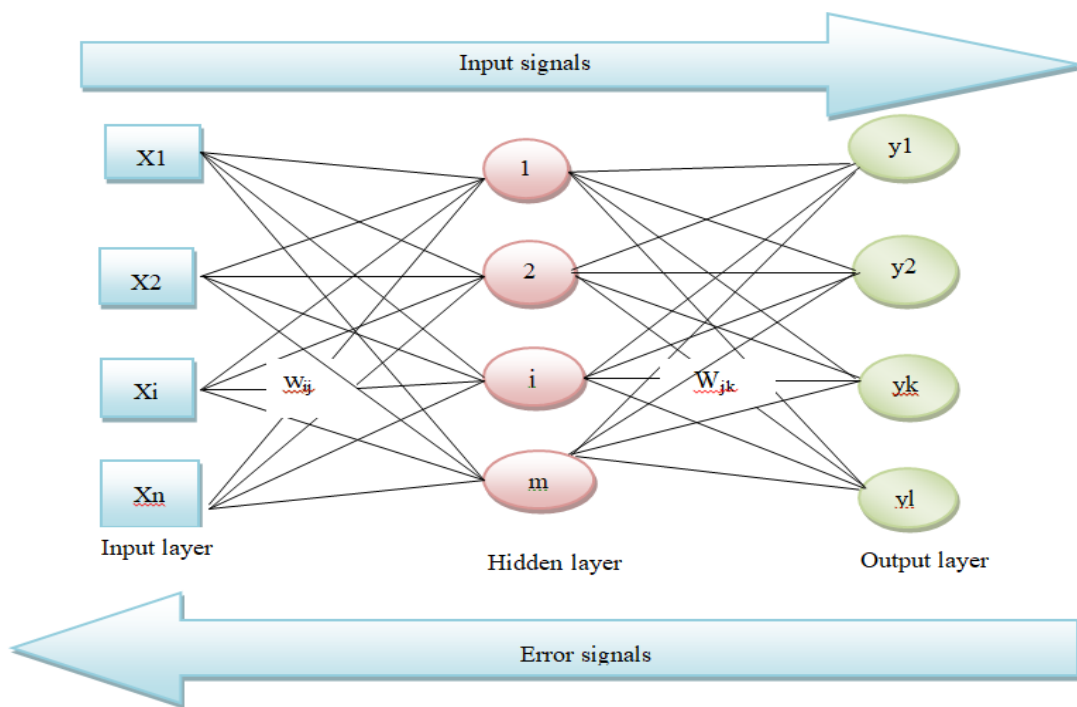 Input signals
X1
1
y1
X2
2
y2
Xi
wij
i
Wjk
yk
Xn
m
yl
Input layer
Hidden layer
Output layer
Error signals